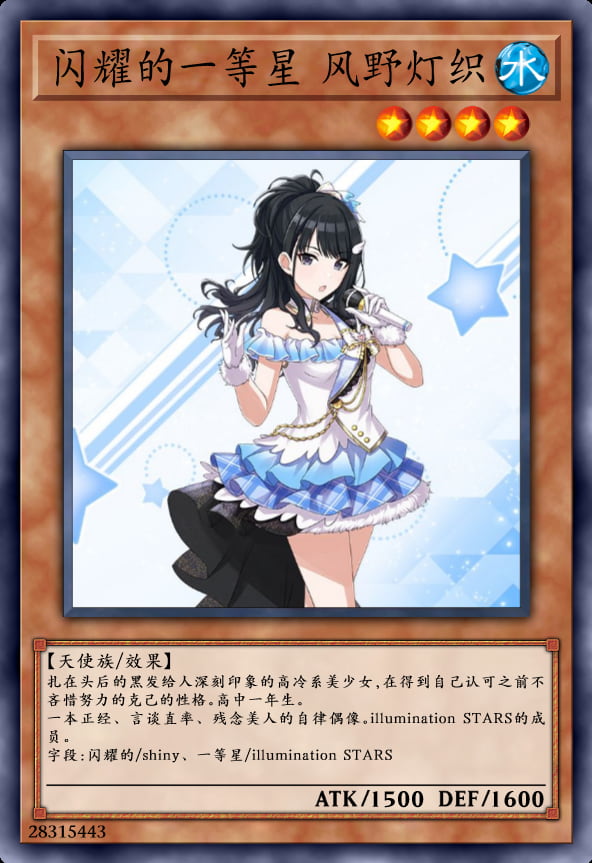 闪耀的一等星 风野灯织
水
【天使族/效果】
扎在头后的黑发给人深刻印象的高冷系美少女,在得到自己认可之前不
吝惜努力的克己的性格。高中一年生。
一本正经、言谈直率、残念美人的自律偶像。illumination STARS的成
员。
字段:闪耀的/shiny、一等星/illumination STARS
ATK/1500 DEF/1600
28315443